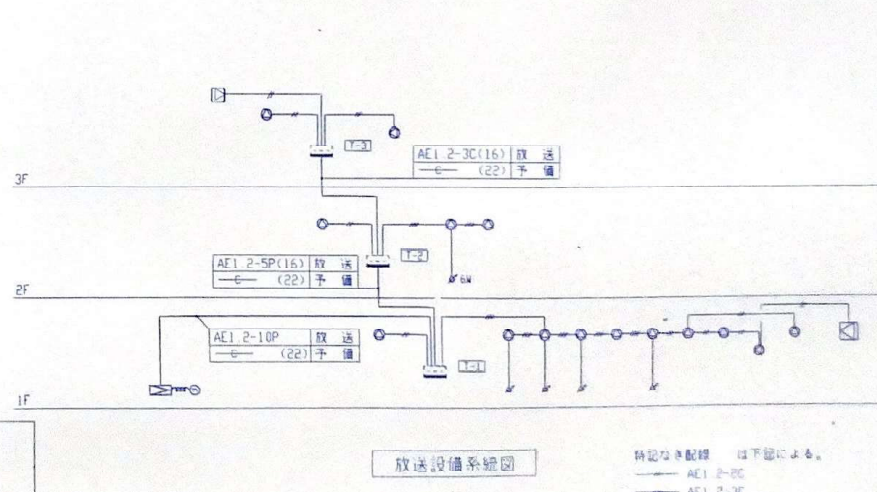 T-3
AE1.2-3C(16) 放送
C (22) 予備
3F
T-2
AE1.2-5P(16) 放送
C (22) 予備
6W
2F
AE1.2-10P 放送
C (22) 予備
T-1
1F
放送設備系統図
特記なき配線 は下記による。
AE1.2-2C